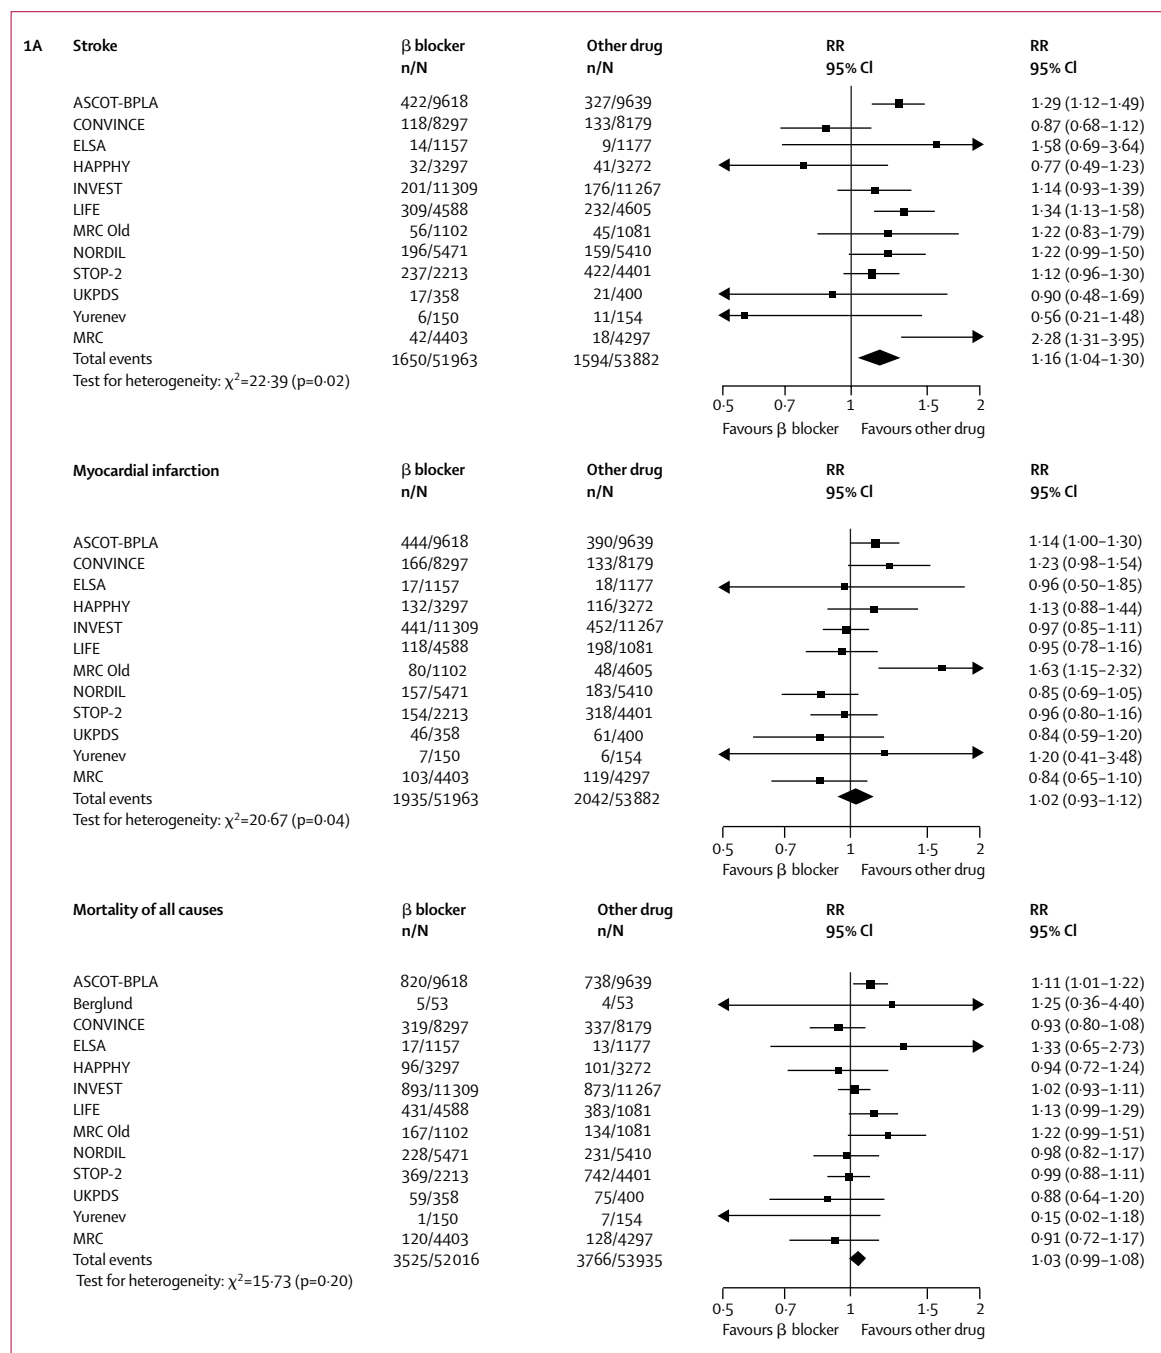 1A Stroke β blocker Other drug RR RR
n/N n/N 95% CI 95% CI
ASCOT-BPLA 422/9618 327/9639 1·29 (1·12–1·49)
CONVINCE 118/8297 133/8179 0·87 (0·68–1·12)
ELSA 14/1157 9/1177 1·58 (0·69–3·64)
HAPPHY 32/3297 41/3272 0·77 (0·49–1·23)
INVEST 201/11309 176/11267 1·14 (0·93–1·39)
LIFE 309/4588 232/4605 1·34 (1·13–1·58)
MRC Old 56/1102 45/1081 1·22 (0·83–1·79)
NORDIL 196/5471 159/5410 1·22 (0·99–1·50)
STOP-2 237/2213 422/4401 1·12 (0·96–1·30)
UKPDS 17/358 21/400 0·90 (0·48–1·69)
Yurenev 6/150 11/154 0·56 (0·21–1·48)
MRC 42/4403 18/4297 2·28 (1·31–3·95)
Total events 1650/51963 1594/53882 1·16 (1·04–1·30)
Test for heterogeneity: χ²=22·39 (p=0·02)
0·5 0·7 1 1·5 2
Favours β blocker Favours other drug
Myocardial infarction β blocker Other drug RR RR
n/N n/N 95% CI 95% CI
ASCOT-BPLA 444/9618 390/9639 1·14 (1·00–1·30)
CONVINCE 166/8297 133/8179 1·23 (0·98–1·54)
ELSA 17/1157 18/1177 0·96 (0·50–1·85)
HAPPHY 132/3297 116/3272 1·13 (0·88–1·44)
INVEST 441/11309 452/11267 0·97 (0·85–1·11)
LIFE 118/4588 198/1081 0·95 (0·78–1·16)
MRC Old 80/1102 48/4605 1·63 (1·15–2·32)
NORDIL 157/5471 183/5410 0·85 (0·69–1·05)
STOP-2 154/2213 318/4401 0·96 (0·80–1·16)
UKPDS 46/358 61/400 0·84 (0·59–1·20)
Yurenev 7/150 6/154 1·20 (0·41–3·48)
MRC 103/4403 119/4297 0·84 (0·65–1·10)
Total events 1935/51963 2042/53882 1·02 (0·93–1·12)
Test for heterogeneity: χ²=20·67 (p=0·04)
0·5 0·7 1 1·5 2
Favours β blocker Favours other drug
Mortality of all causes β blocker Other drug RR RR
n/N n/N 95% CI 95% CI
ASCOT-BPLA 820/9618 738/9639 1·11 (1·01–1·22)
Berglund 5/53 4/53 1·25 (0·36–4·40)
CONVINCE 319/8297 337/8179 0·93 (0·80–1·08)
ELSA 17/1157 13/1177 1·33 (0·65–2·73)
HAPPHY 96/3297 101/3272 0·94 (0·72–1·24)
INVEST 893/11309 873/11267 1·02 (0·93–1·11)
LIFE 431/4588 383/1081 1·13 (0·99–1·29)
MRC Old 167/1102 134/1081 1·22 (0·99–1·51)
NORDIL 228/5471 231/5410 0·98 (0·82–1·17)
STOP-2 369/2213 742/4401 0·99 (0·88–1·11)
UKPDS 59/358 75/400 0·88 (0·64–1·20)
Yurenev 1/150 7/154 0·15 (0·02–1·18)
MRC 120/4403 128/4297 0·91 (0·72–1·17)
Total events 3525/52016 3766/53935 1·03 (0·99–1·08)
Test for heterogeneity: χ²=15·73 (p=0·20)
0·5 0·7 1 1·5 2
Favours β blocker Favours other drug